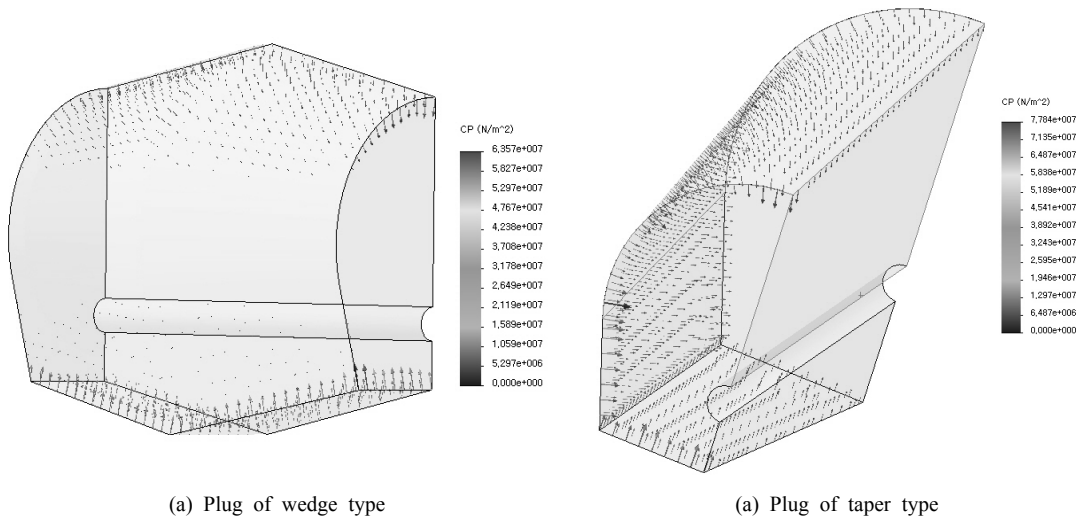 CP (N/m^2)
6,357e+007
5,827e+007
5,297e+007
4,767e+007
4,238e+007
3,708e+007
3,178e+007
2,649e+007
2,119e+007
1,589e+007
1,059e+007
5,297e+006
0,000e+000
(a) Plug of wedge type
CP (N/m^2)
7,784e+007
7,135e+007
6,487e+007
5,838e+007
5,189e+007
4,541e+007
3,892e+007
3,243e+007
2,595e+007
1,946e+007
1,297e+007
6,487e+006
0,000e+000
(a) Plug of taper type